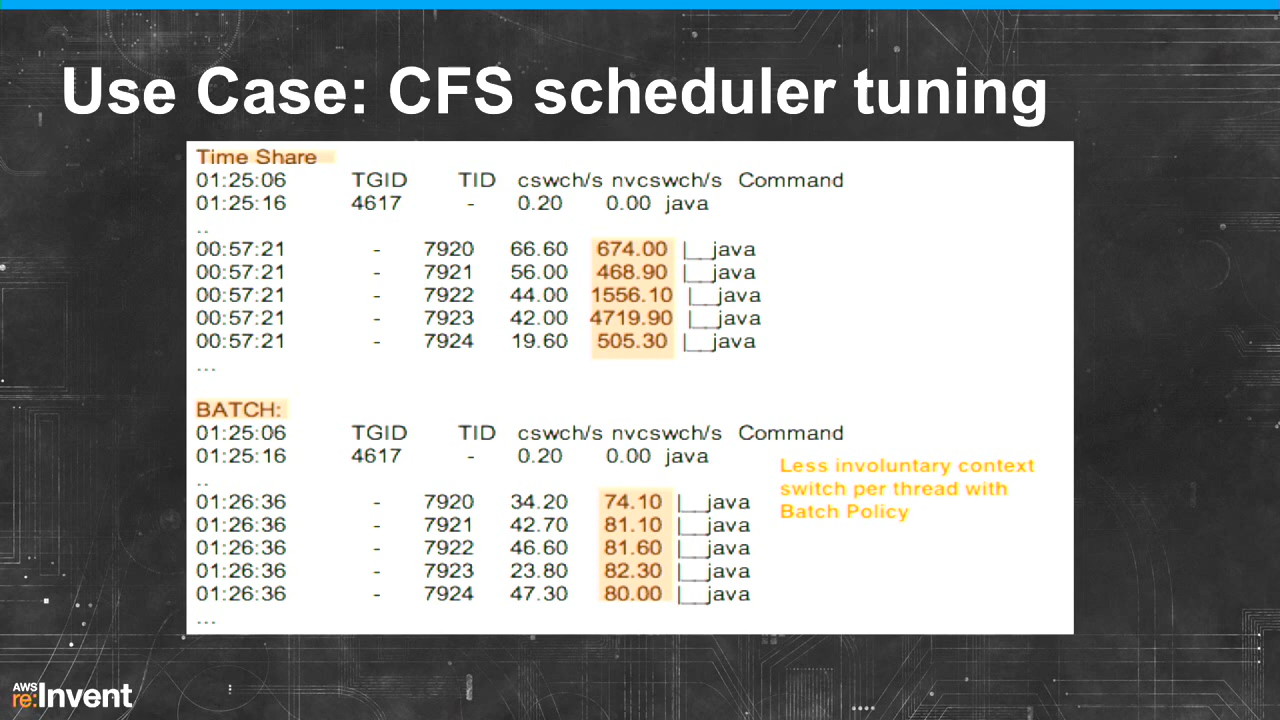 Use Case: CFS scheduler tuning
Time Share
01:25:06 TGID TID cswch/s nvcswch/s Command
01:25:16 4617 - 0.20 0.00 java
..
00:57:21 - 7920 66.60 674.00 |__java
00:57:21 - 7921 56.00 468.90 |__java
00:57:21 - 7922 44.00 1556.10 |__java
00:57:21 - 7923 42.00 4719.90 |__java
00:57:21 - 7924 19.60 505.30 |__java
...
BATCH:
01:25:06 TGID TID cswch/s nvcswch/s Command
01:25:16 4617 - 0.20 0.00 java
..
01:26:36 - 7920 34.20 74.10 |__java
01:26:36 - 7921 42.70 81.10 |__java
01:26:36 - 7922 46.60 81.60 |__java
01:26:36 - 7923 23.80 82.30 |__java
01:26:36 - 7924 47.30 80.00 |__java
...
Less involuntary context
switch per thread with
Batch Policy
AWS
re:Invent